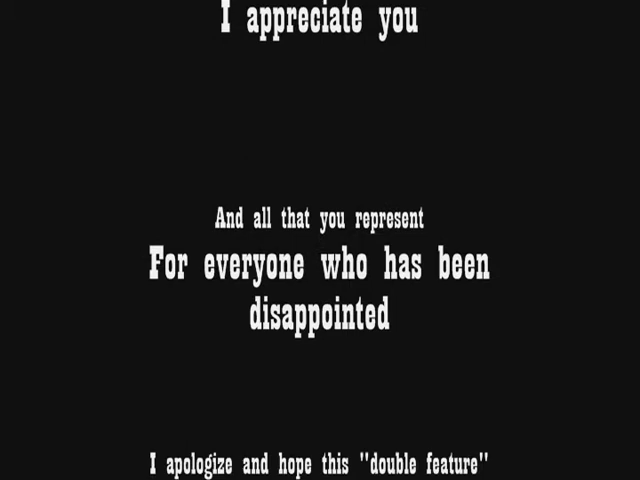 I appreciate you
And all that you represent
For everyone who has been
disappointed
I apologize and hope this "double feature"